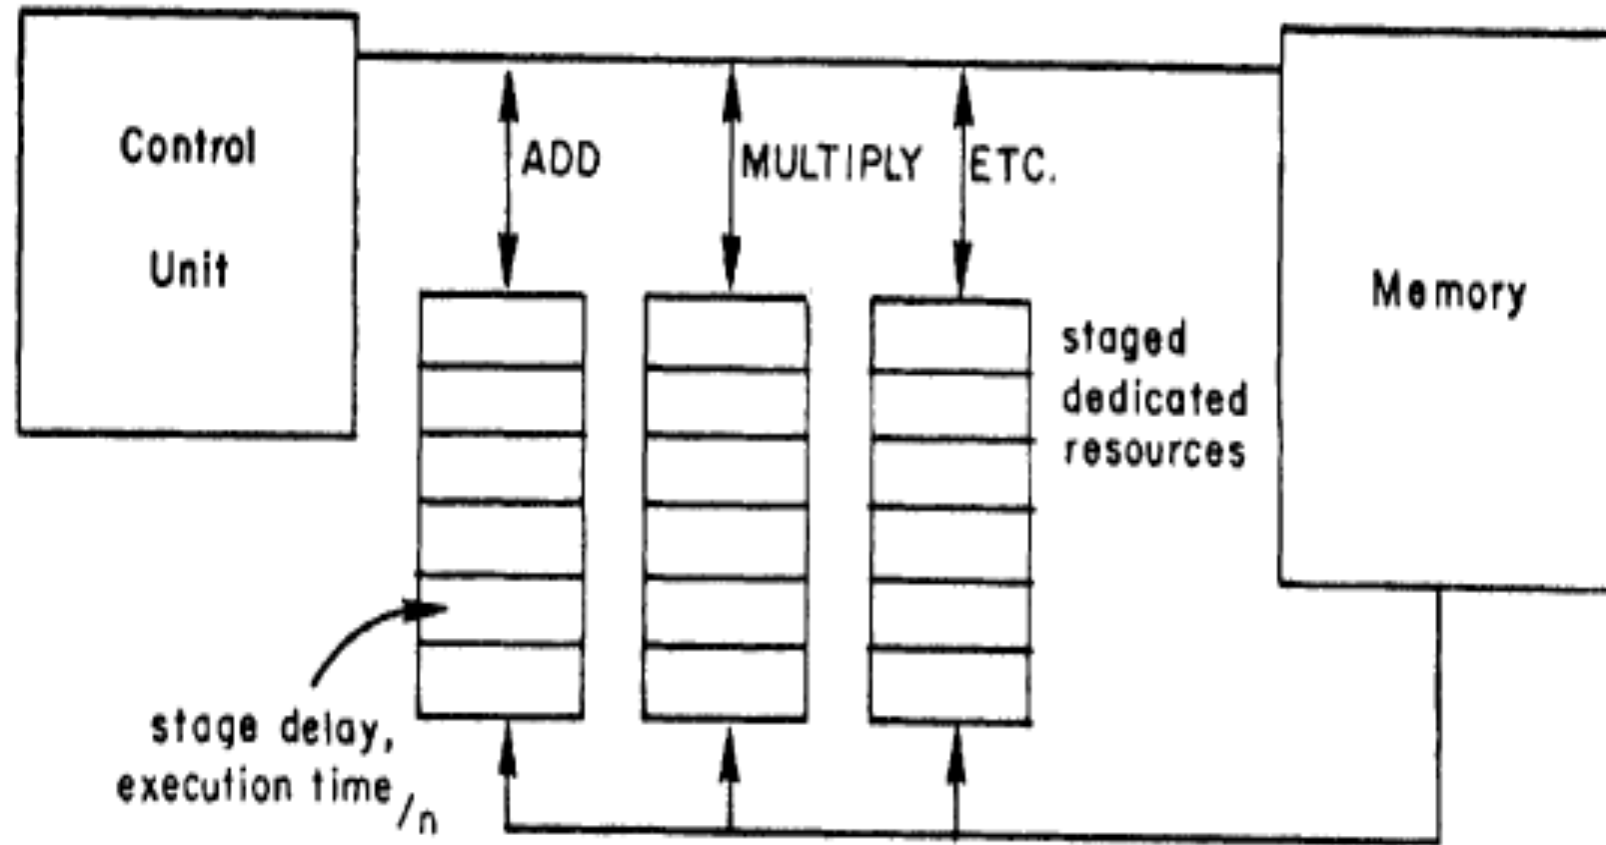 Control
Unit
ADD
MULTIPLY
ETC.
staged
dedicated
resources
Memory
stage delay,
execution time/n